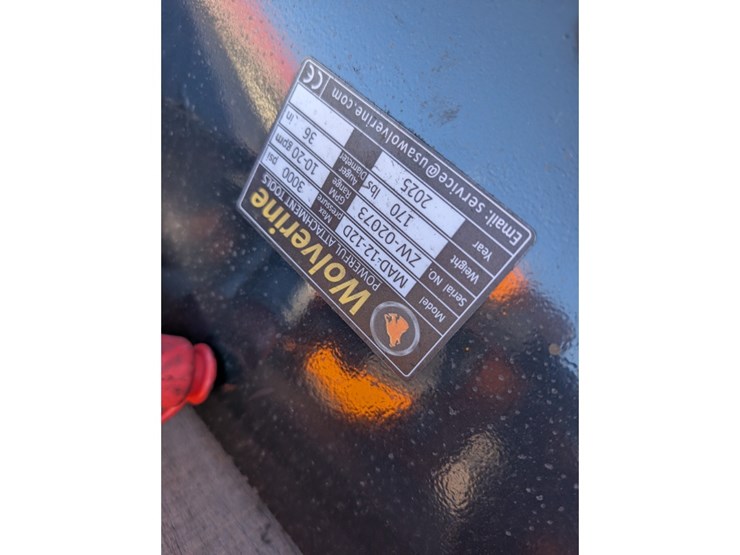 Wolverine
POWERFUL ATTACHMENT TOOLS
Model MAD-12-12D Max pressure 3000 psi
Serial NO. ZW-02073 GPM Range 10-20 gpm
Weight 170 lbs Auger Diameter 36 in
Year 2025
Email: service@usawolverine.com CE